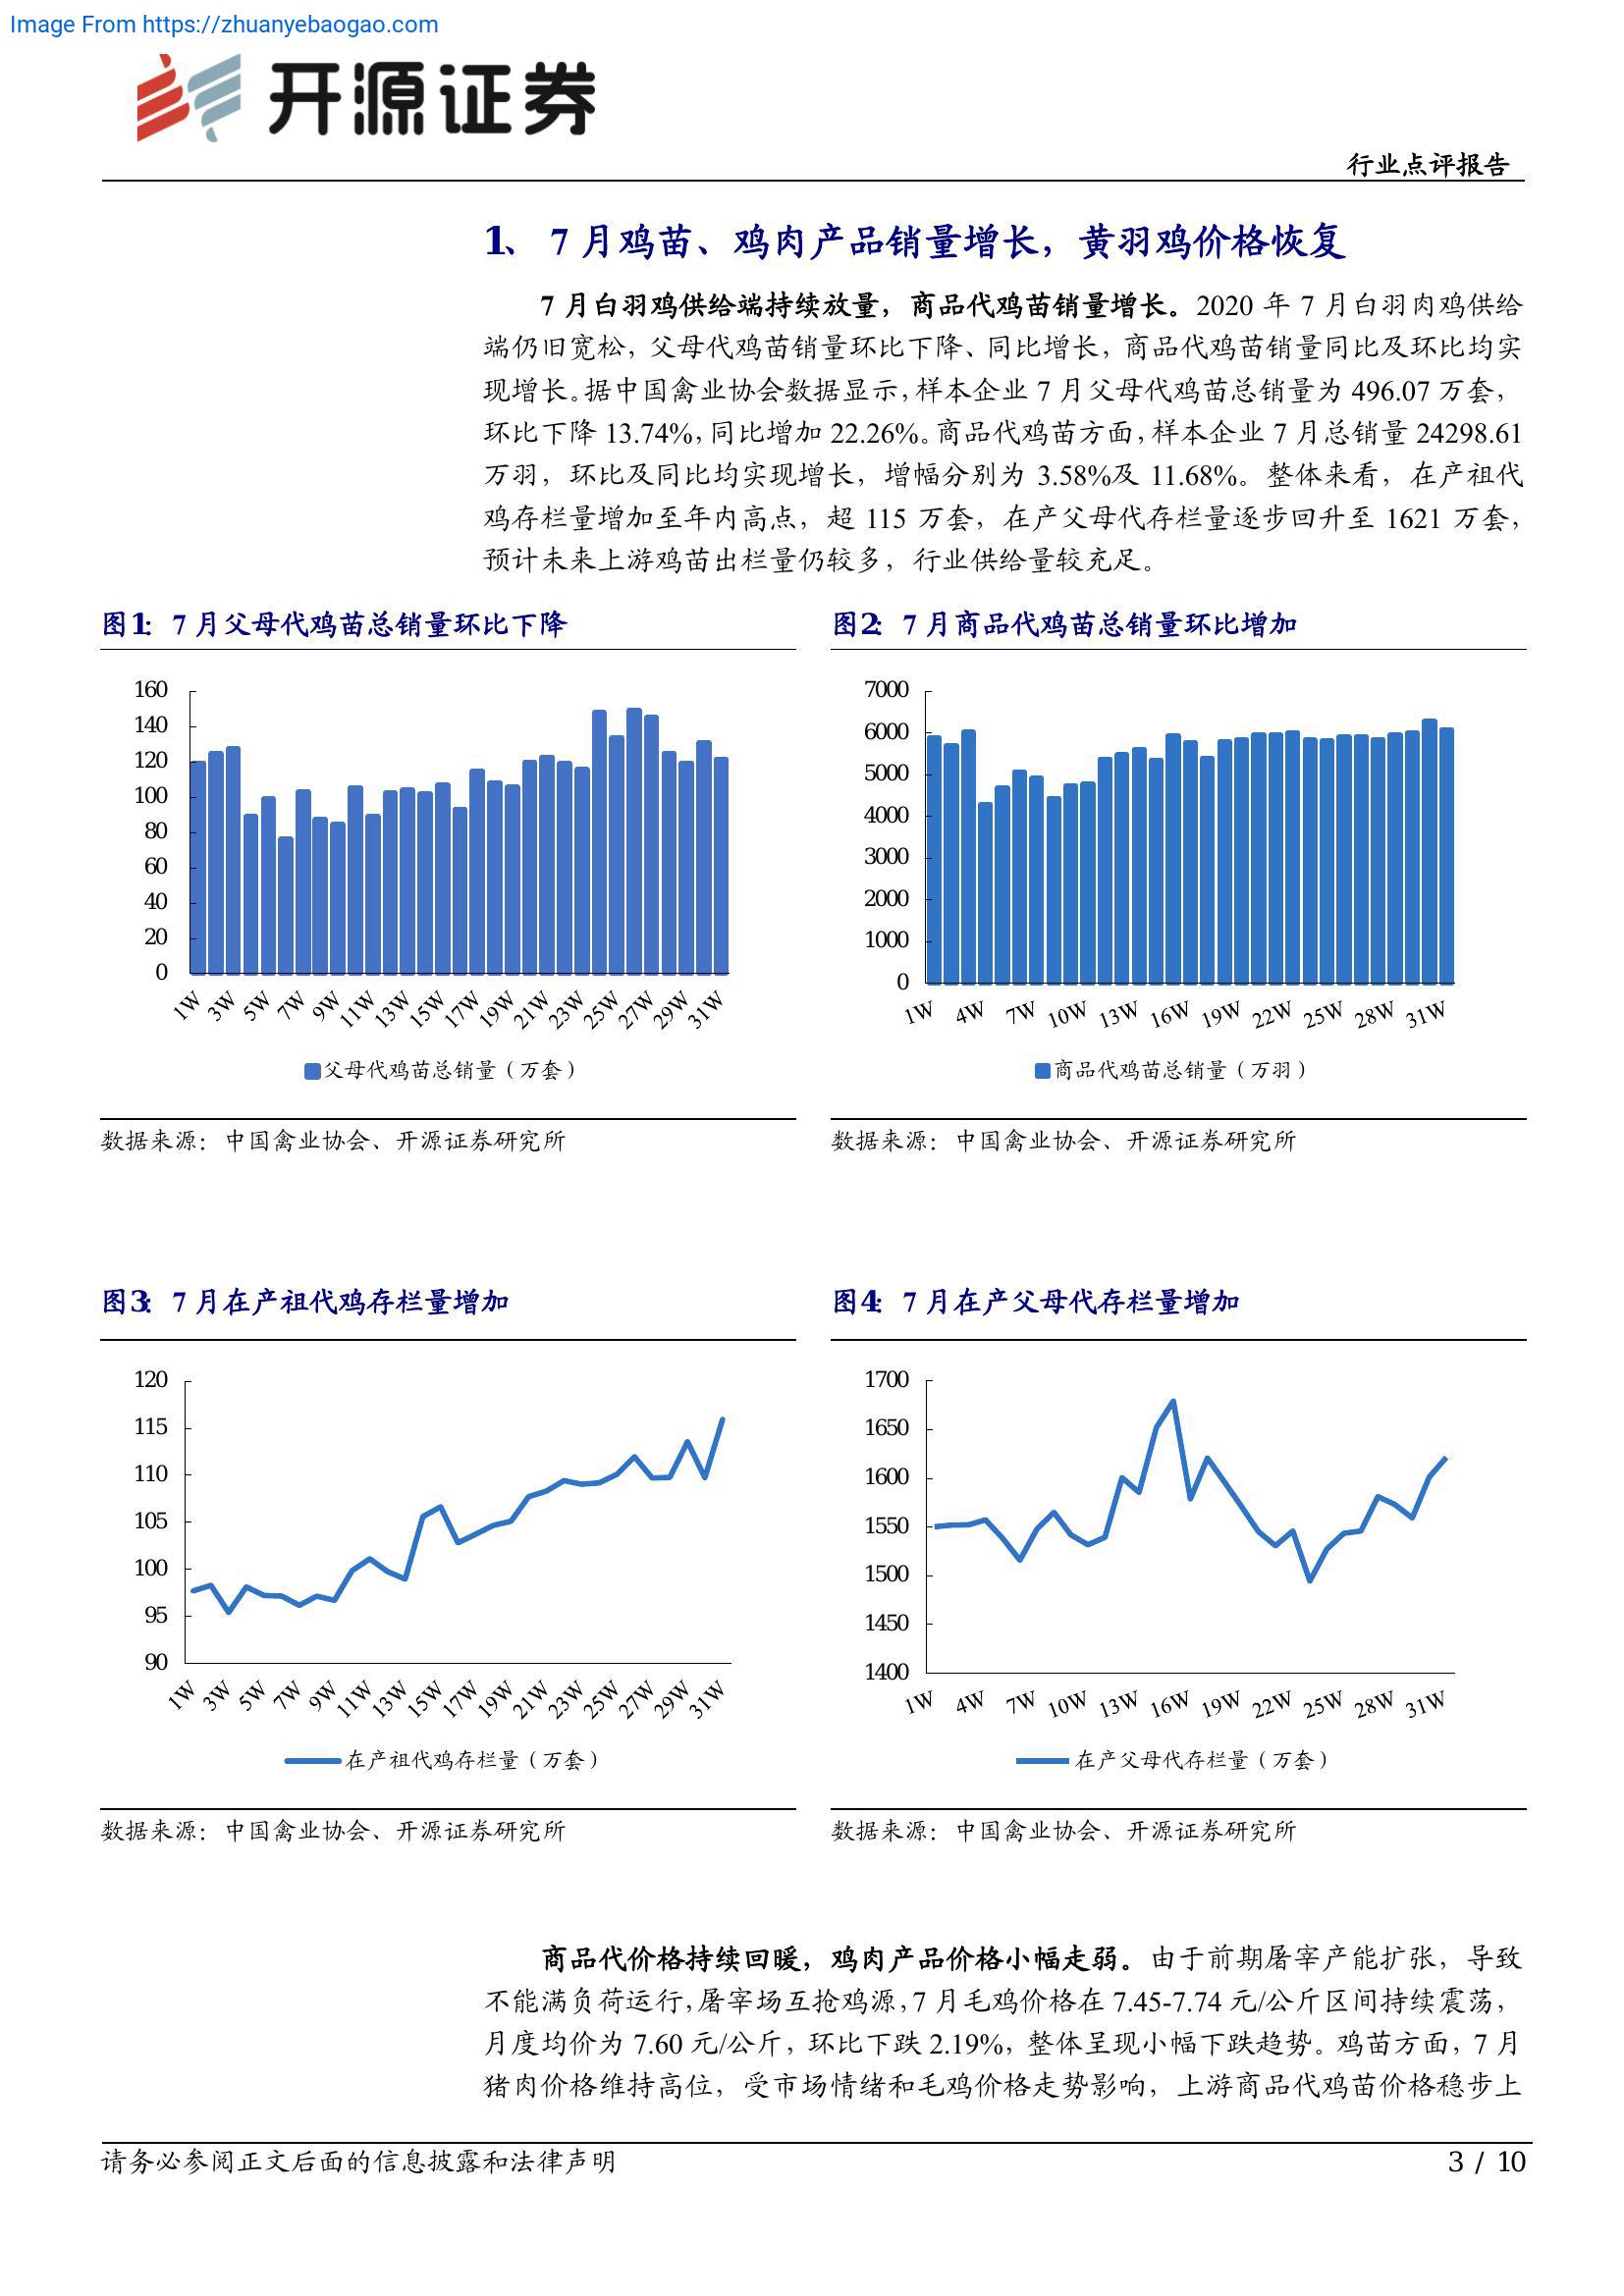 Image From https://zhuanyebaogao.com
开源证券
行业点评报告
1、 7 月鸡苗、鸡肉产品销量增长，黄羽鸡价格恢复
7 月白羽鸡供给端持续放量，商品代鸡苗销量增长。2020 年 7 月白羽肉鸡供给
端仍旧宽松，父母代鸡苗销量环比下降、同比增长，商品代鸡苗销量同比及环比均实
现增长。据中国禽业协会数据显示，样本企业 7 月父母代鸡苗总销量为 496.07 万套，
环比下降 13.74%，同比增加 22.26%。商品代鸡苗方面，样本企业 7 月总销量 24298.61
万羽，环比及同比均实现增长，增幅分别为 3.58%及 11.68%。整体来看，在产祖代
鸡存栏量增加至年内高点，超 115 万套，在产父母代存栏量逐步回升至 1621 万套，
预计未来上游鸡苗出栏量仍较多，行业供给量较充足。
图1： 7 月父母代鸡苗总销量环比下降
160
140
120
100
80
60
40
20
0
1W 3W 5W 7W 9W 11W 13W 15W 17W 19W 21W 23W 25W 27W 29W 31W
父母代鸡苗总销量（万套）
数据来源：中国禽业协会、开源证券研究所
图2： 7 月商品代鸡苗总销量环比增加
7000
6000
5000
4000
3000
2000
1000
0
1W 4W 7W 10W 13W 16W 19W 22W 25W 28W 31W
商品代鸡苗总销量（万羽）
数据来源：中国禽业协会、开源证券研究所
图3： 7 月在产祖代鸡存栏量增加
120
115
110
105
100
95
90
1W 3W 5W 7W 9W 11W 13W 15W 17W 19W 21W 23W 25W 27W 29W 31W
在产祖代鸡存栏量（万套）
数据来源：中国禽业协会、开源证券研究所
图4： 7 月在产父母代存栏量增加
1700
1650
1600
1550
1500
1450
1400
1W 4W 7W 10W 13W 16W 19W 22W 25W 28W 31W
在产父母代存栏量（万套）
数据来源：中国禽业协会、开源证券研究所
商品代价格持续回暖，鸡肉产品价格小幅走弱。由于前期屠宰产能扩张，导致
不能满负荷运行，屠宰场互抢鸡源，7 月毛鸡价格在 7.45-7.74 元/公斤区间持续震荡，
月度均价为 7.60 元/公斤，环比下跌 2.19%，整体呈现小幅下跌趋势。鸡苗方面，7 月
猪肉价格维持高位，受市场情绪和毛鸡价格走势影响，上游商品代鸡苗价格稳步上
请务必参阅正文后面的信息披露和法律声明
3 / 10